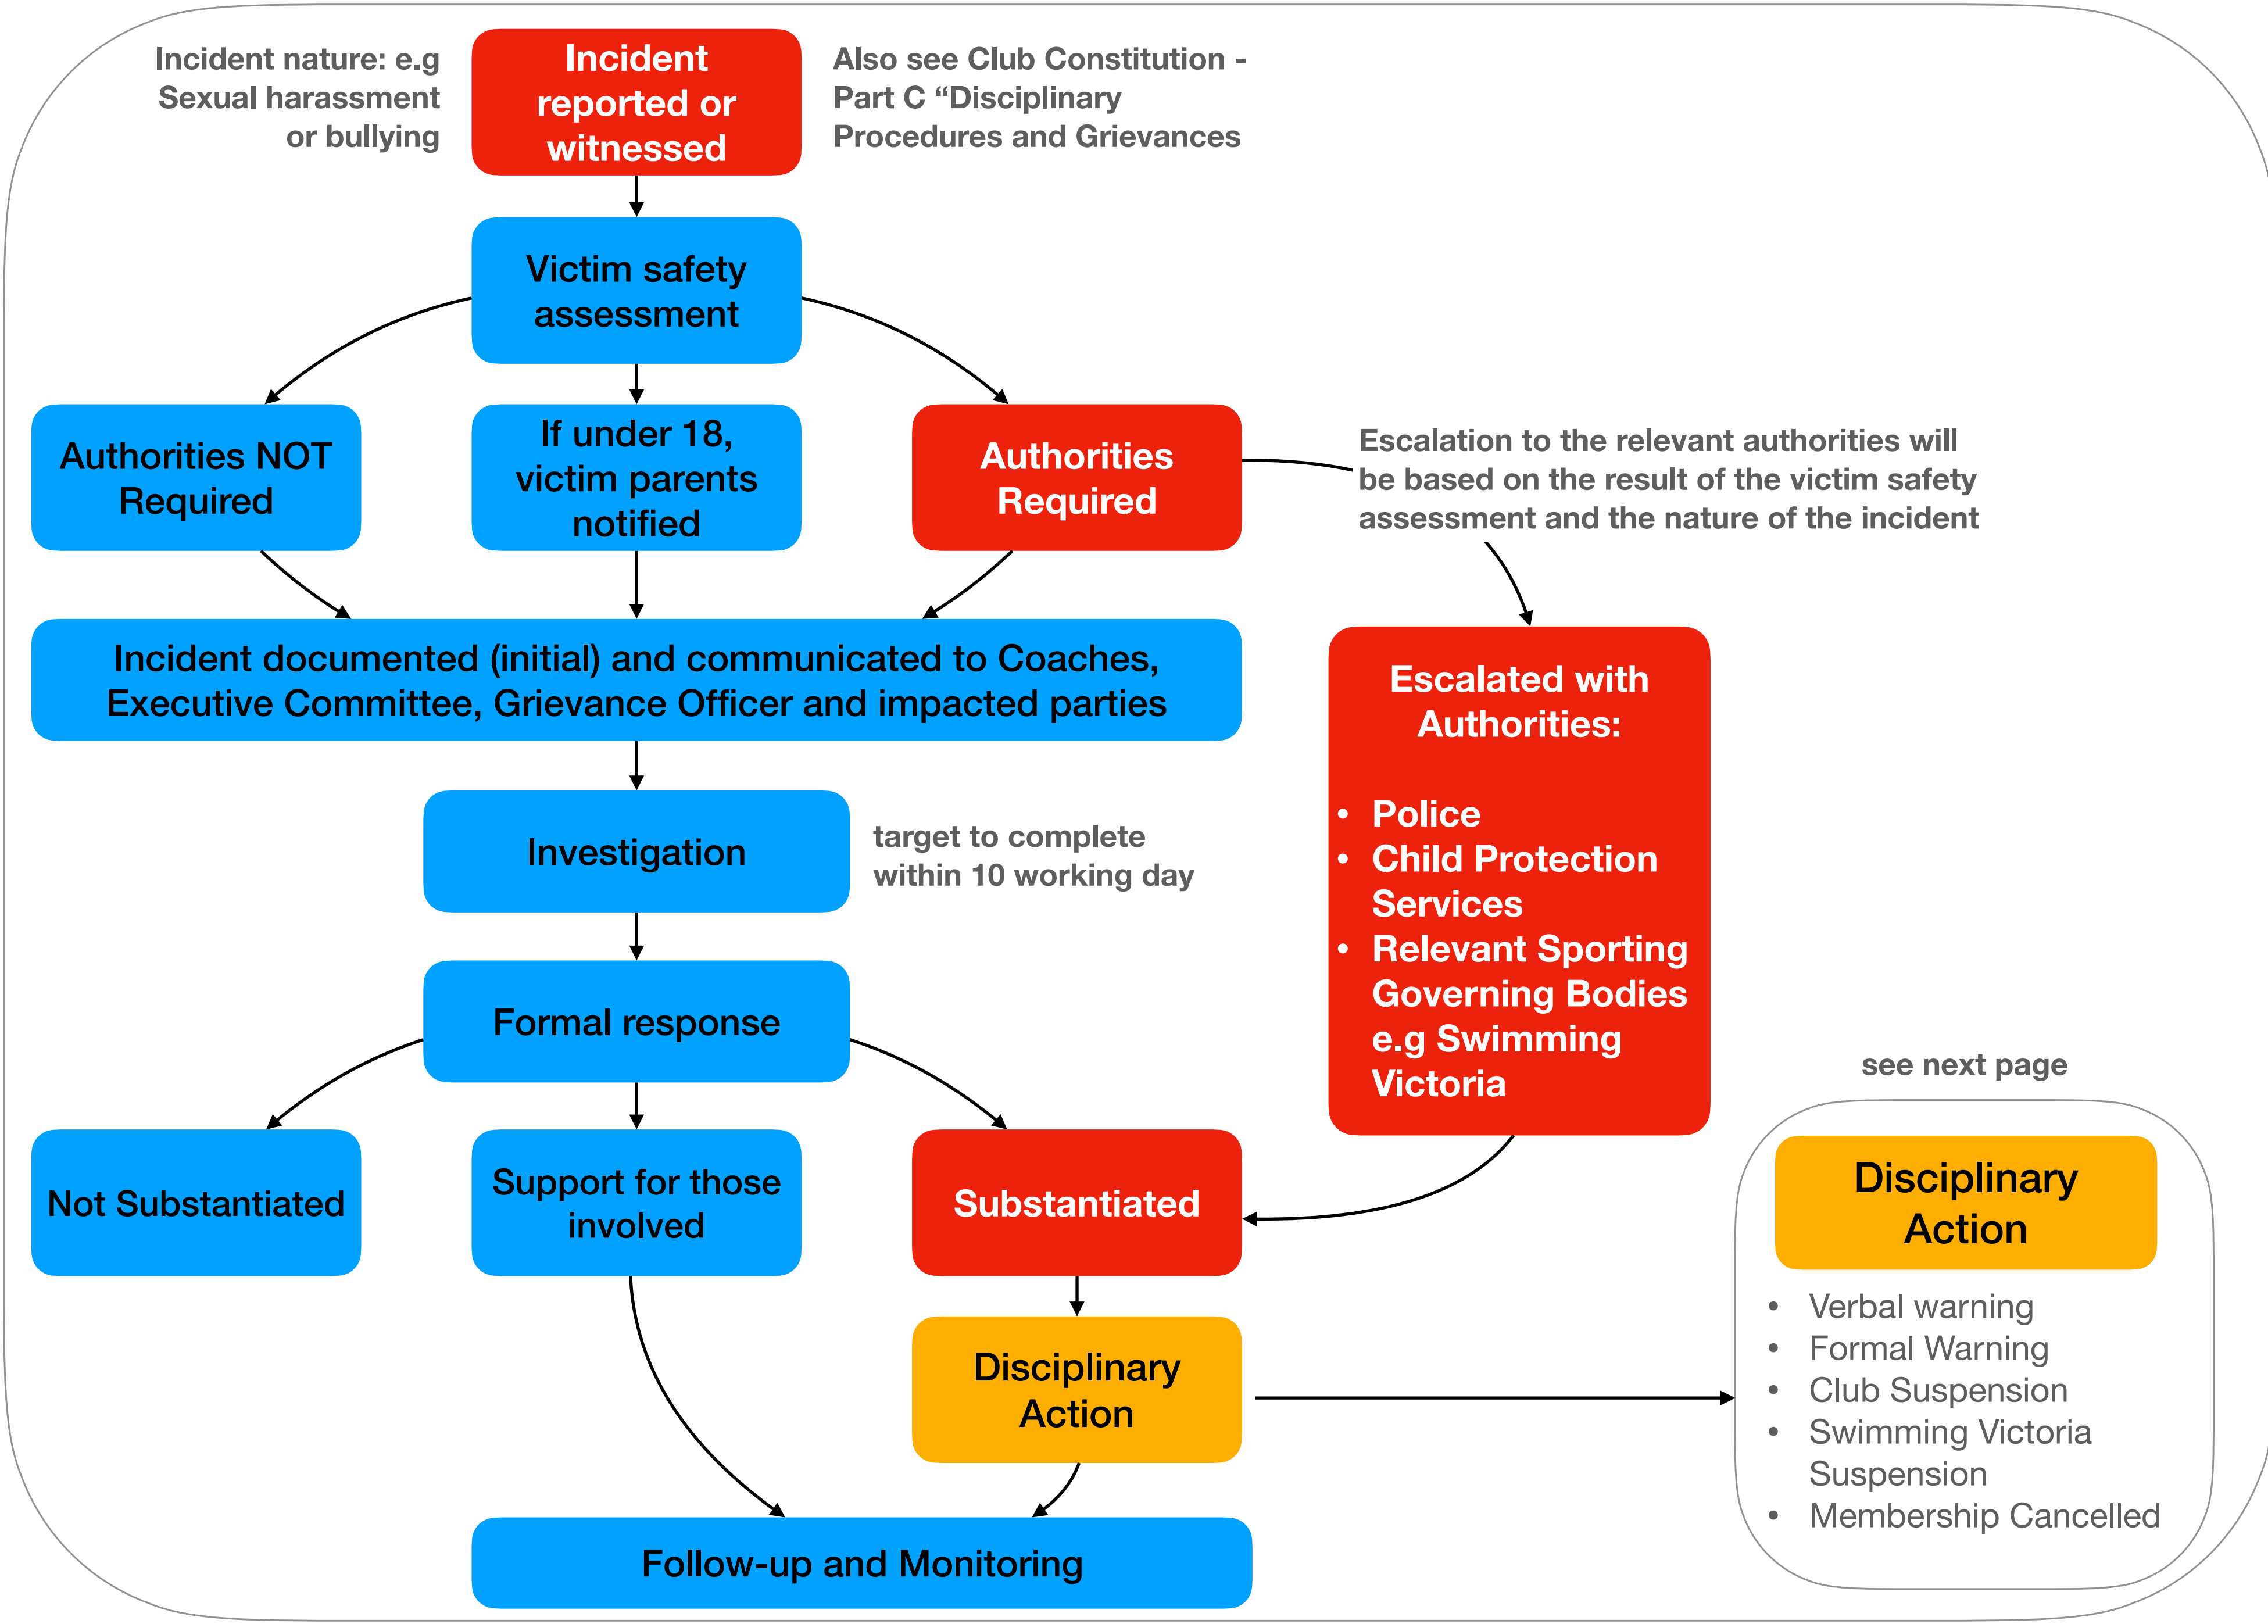 Incident nature: e.g
Sexual harassment
or bullying
Incident
reported or
witnessed
Also see Club Constitution -
Part C “Disciplinary
Procedures and Grievances
Victim safety
assessment
Authorities NOT
Required
If under 18,
victim parents
notified
Authorities
Required
Escalation to the relevant authorities will
be based on the result of the victim safety
assessment and the nature of the incident
Incident documented (initial) and communicated to Coaches,
Executive Committee, Grievance Officer and impacted parties
Escalated with
Authorities:
• Police
• Child Protection
Services
• Relevant Sporting
Governing Bodies
e.g Swimming
Victoria
Investigation
target to complete
within 10 working day
Formal response
Not Substantiated
Support for those
involved
Substantiated
Disciplinary
Action
see next page
Disciplinary
Action
• Verbal warning
• Formal Warning
• Club Suspension
• Swimming Victoria
Suspension
• Membership Cancelled
Follow-up and Monitoring